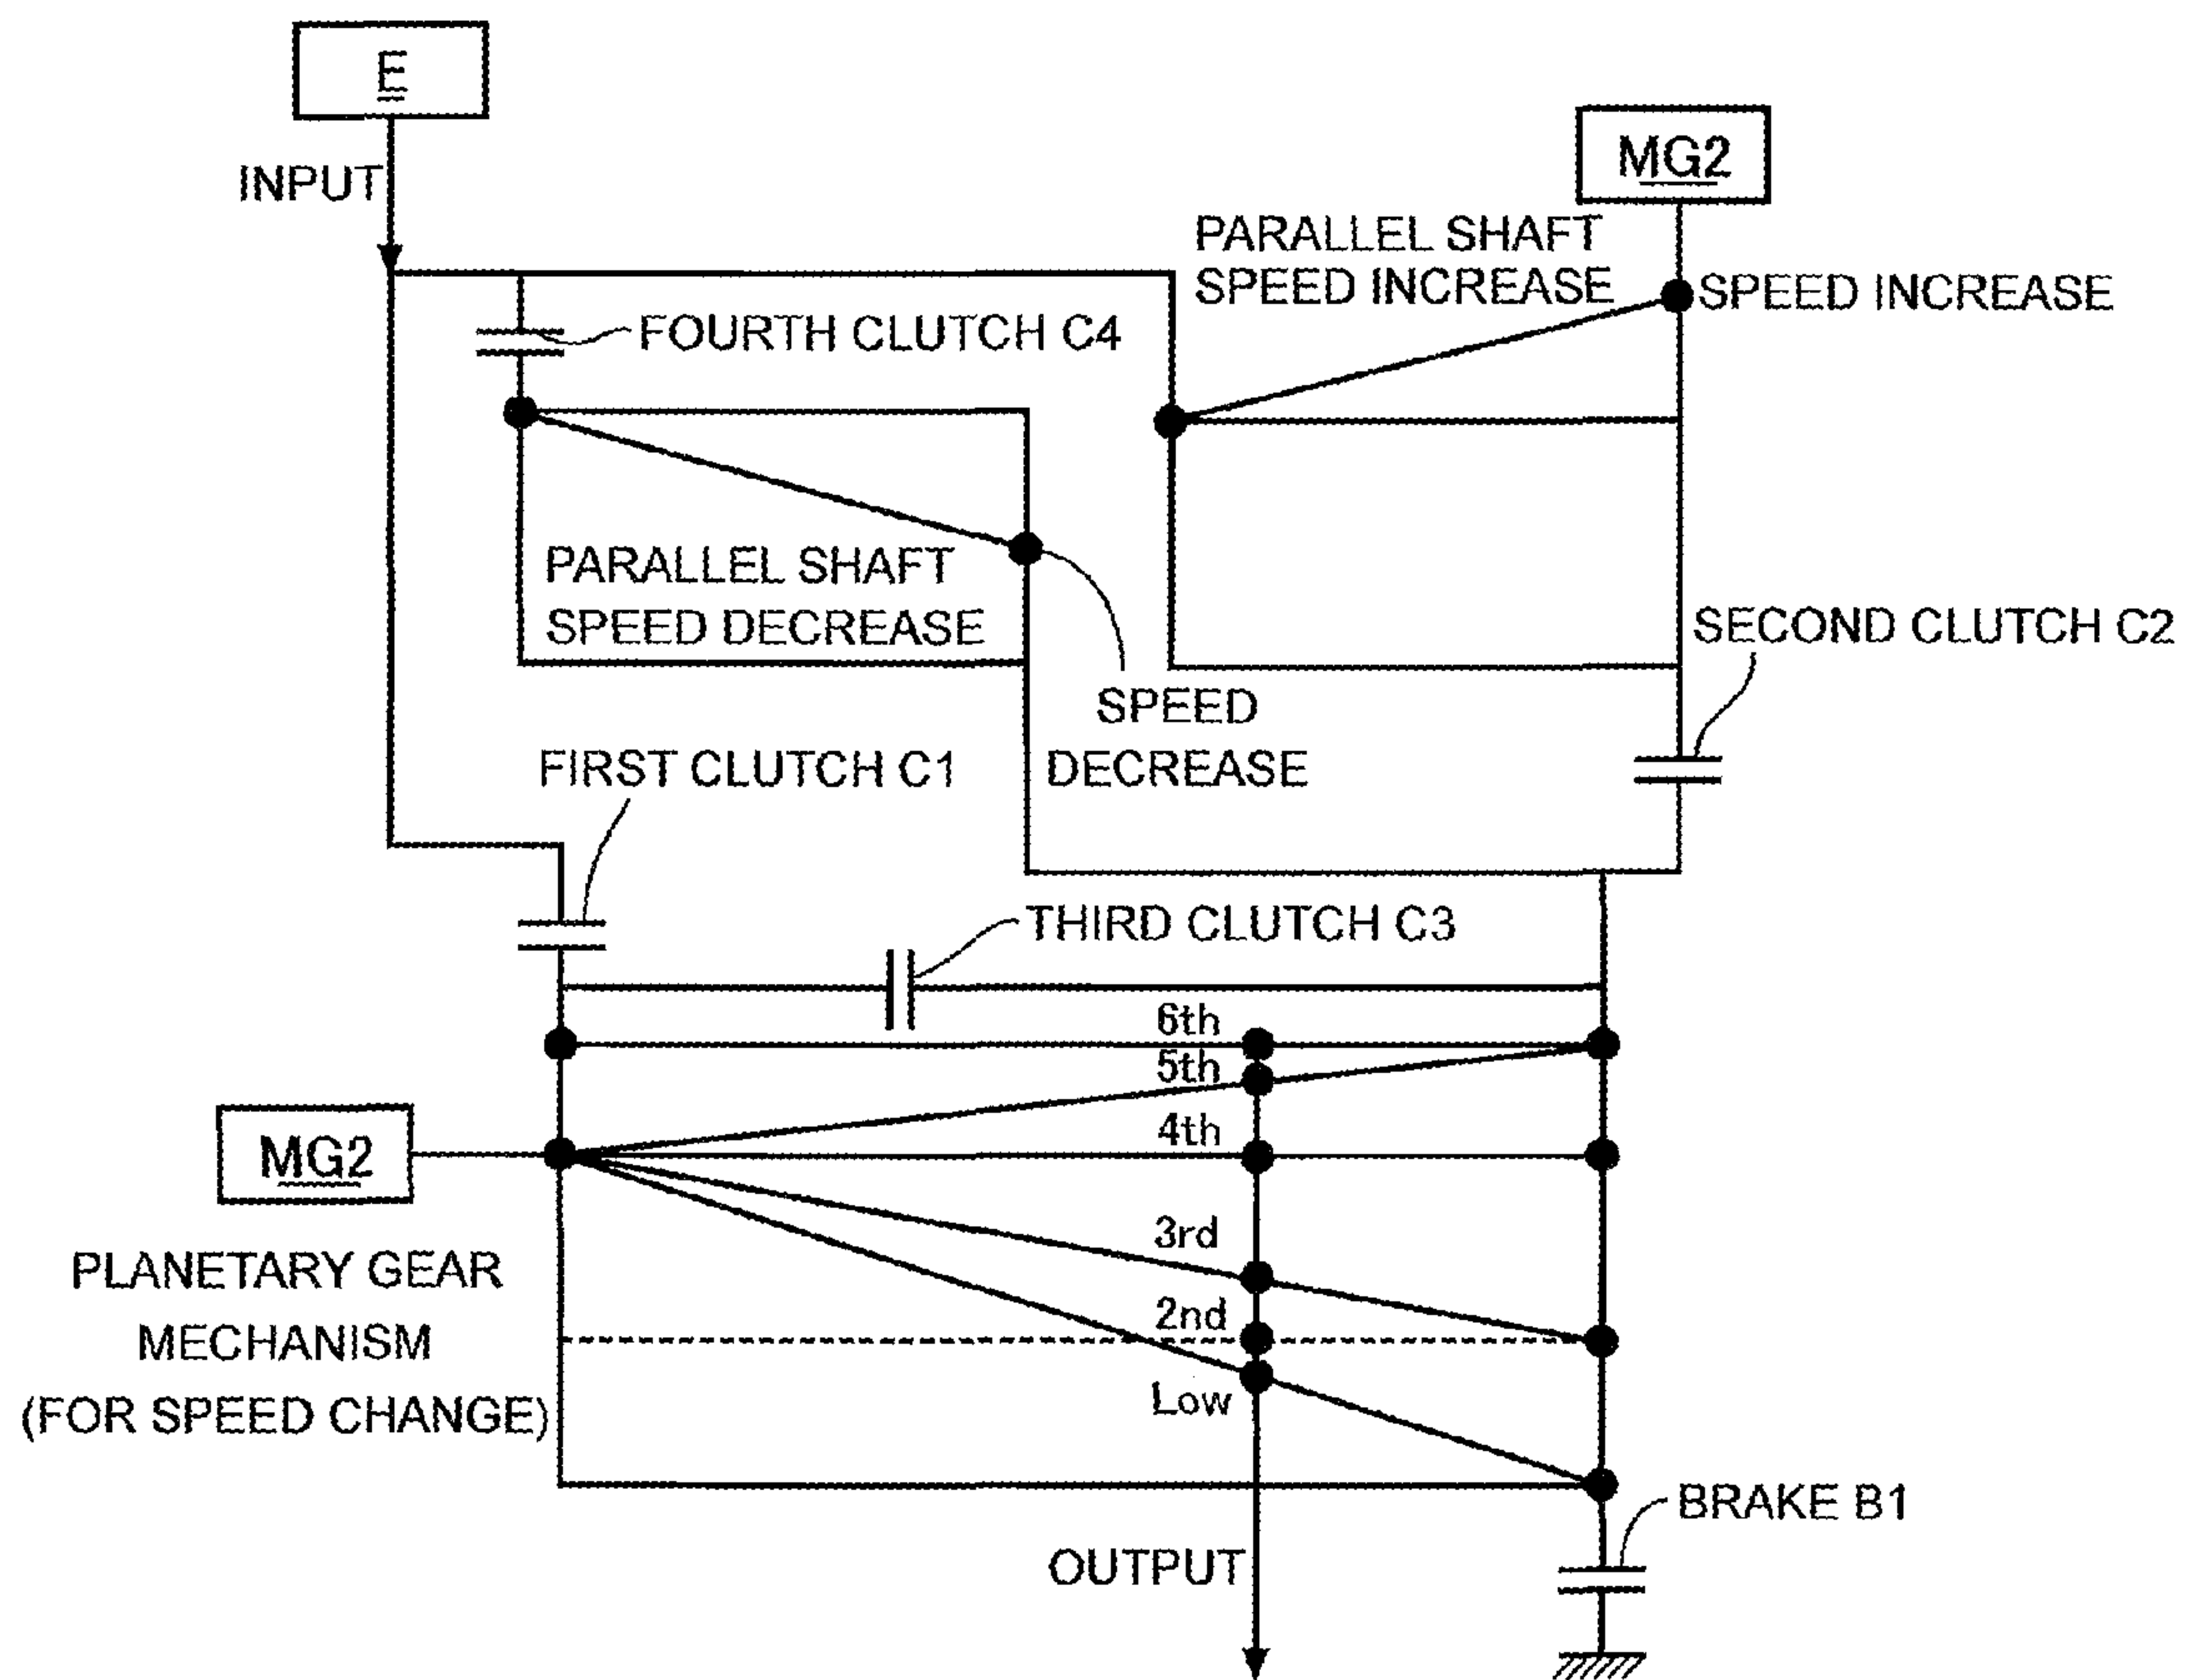 E
INPUT
MG2
PARALLEL SHAFT
SPEED INCREASE
SPEED INCREASE
FOURTH CLUTCH C4
PARALLEL SHAFT
SPEED DECREASE
SECOND CLUTCH C2
SPEED
DECREASE
FIRST CLUTCH C1
THIRD CLUTCH C3
6th
5th
4th
MG2
3rd
PLANETARY GEAR
MECHANISM
(FOR SPEED CHANGE)
2nd
Low
BRAKE B1
OUTPUT